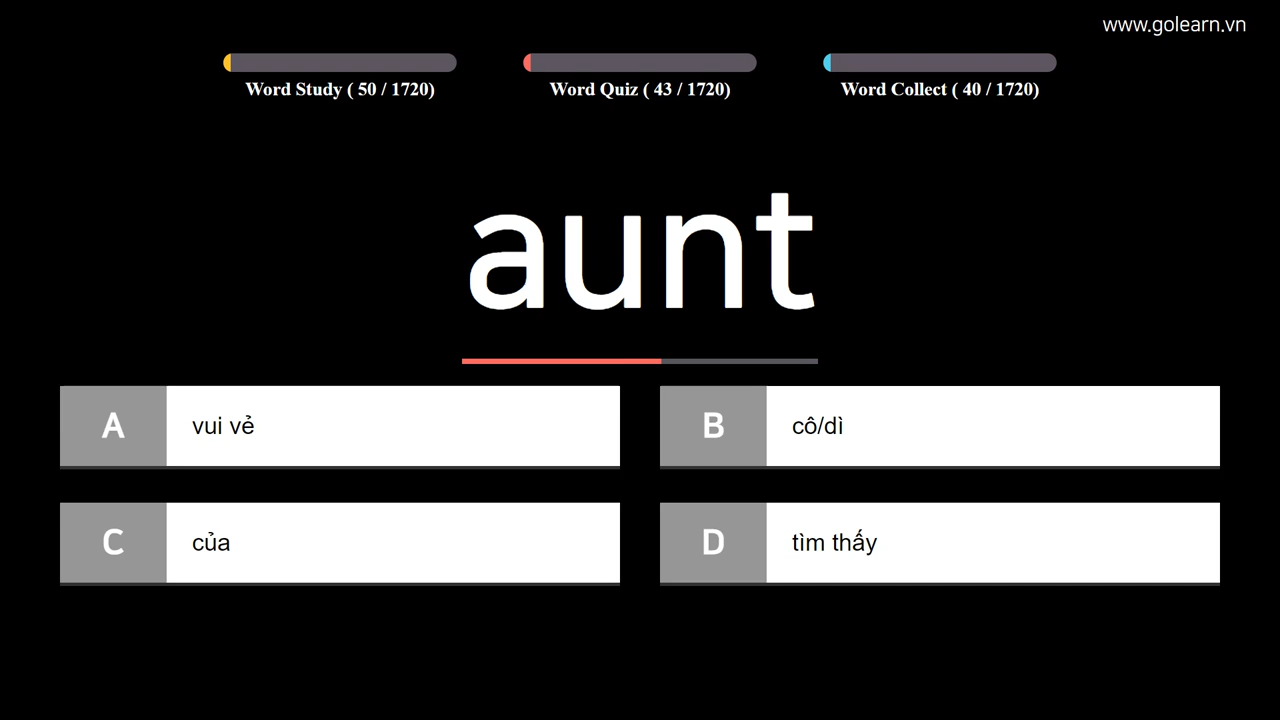 www.golearn.vn
Word Study ( 50 / 1720)
Word Quiz ( 43 / 1720)
Word Collect ( 40 / 1720)
aunt
A vui vẻ
B cô/dì
C của
D tìm thấy